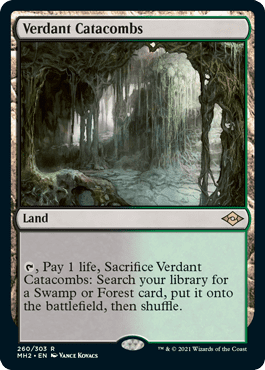 Verdant Catacombs
Land
, Pay 1 life, Sacrifice Verdant
Catacombs: Search your library for
a Swamp or Forest card, put it onto
the battlefield, then shuffle.
260/303 R
MH2 • EN VANCE KOVACS
™ & © 2021 Wizards of the Coast